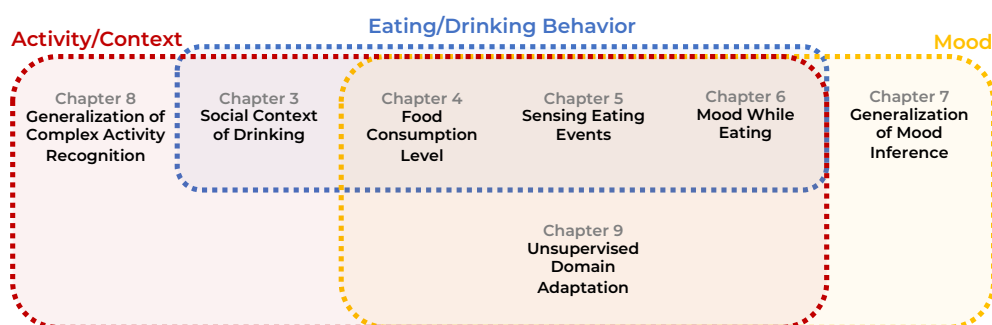 Eating/Drinking Behavior
Activity/Context
Mood
Chapter 8
Generalization of
Complex Activity
Recognition
Chapter 3
Social Context
of Drinking
Chapter 4
Food
Consumption
Level
Chapter 5
Sensing Eating
Events
Chapter 6
Mood While
Eating
Chapter 7
Generalization
of Mood
Inference
Chapter 9
Unsupervised
Domain
Adaptation